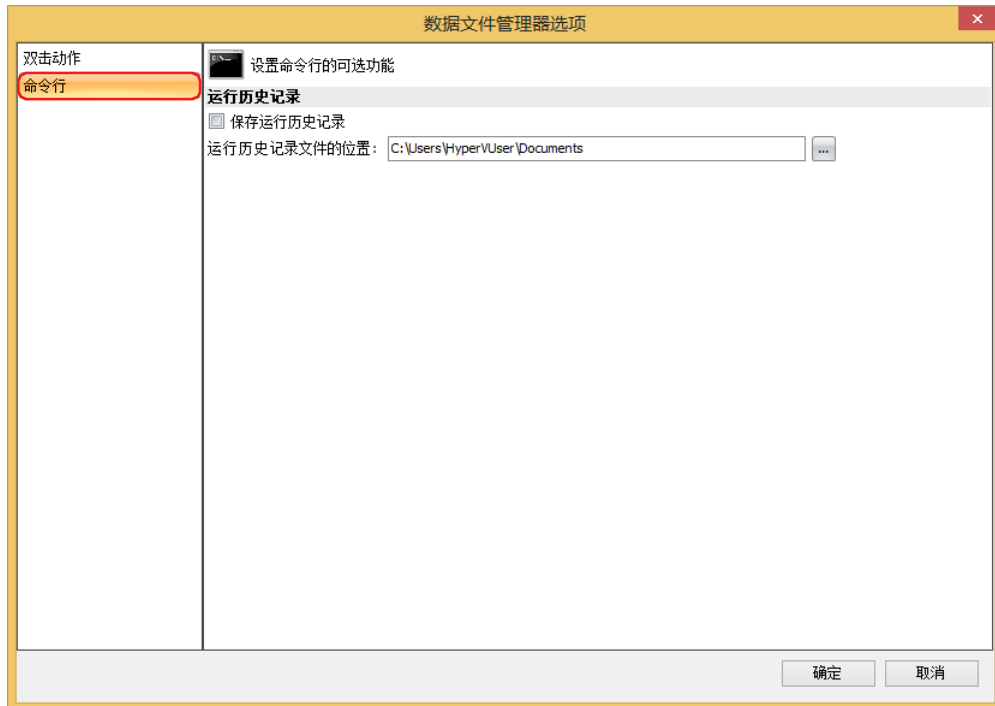 数据文件管理器选项
双击动作
命令行
设置命令行的可选功能
运行历史记录
保存运行历史记录
运行历史记录文件的位置： C:\Users\HyperVUser\Documents ...
确定 取消